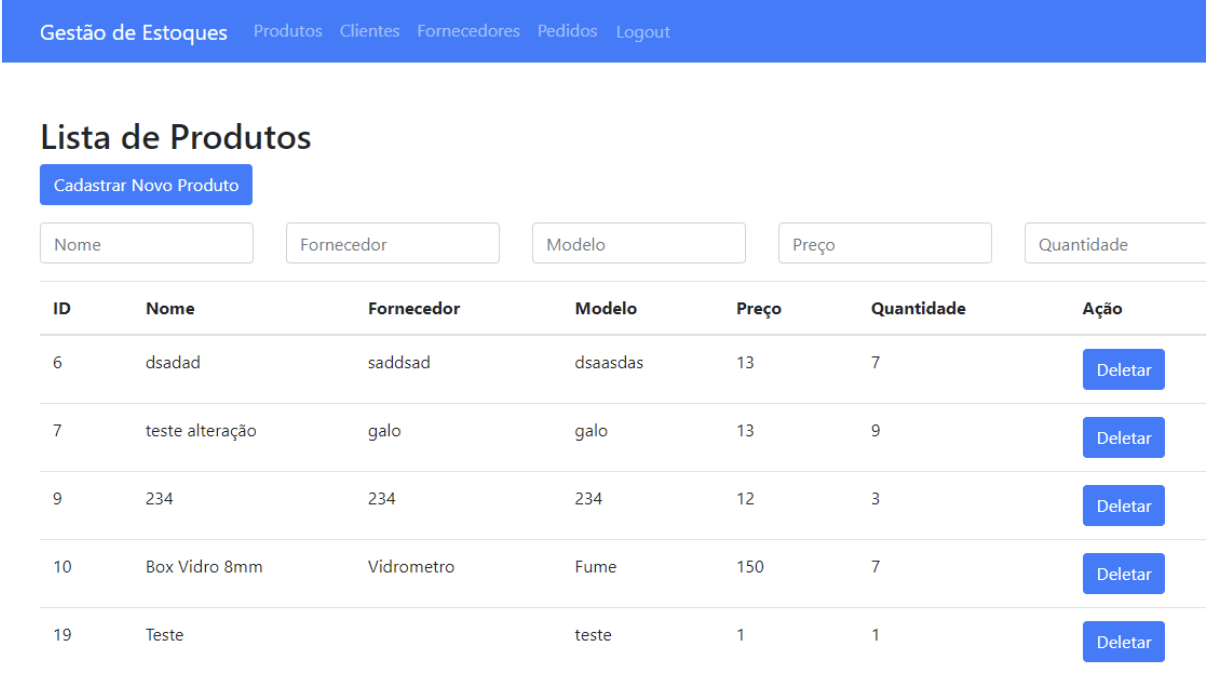 Gestão de Estoques Produtos Clientes Fornecedores Pedidos Logout
Lista de Produtos
Cadastrar Novo Produto
Nome Fornecedor Modelo Preço Quantidade
ID Nome Fornecedor Modelo Preço Quantidade Ação
6 dsadad saddsad dsaasdas 13 7 Deletar
7 teste alteração galo galo 13 9 Deletar
9 234 234 234 12 3 Deletar
10 Box Vidro 8mm Vidrometro Fume 150 7 Deletar
19 Teste teste 1 1 Deletar